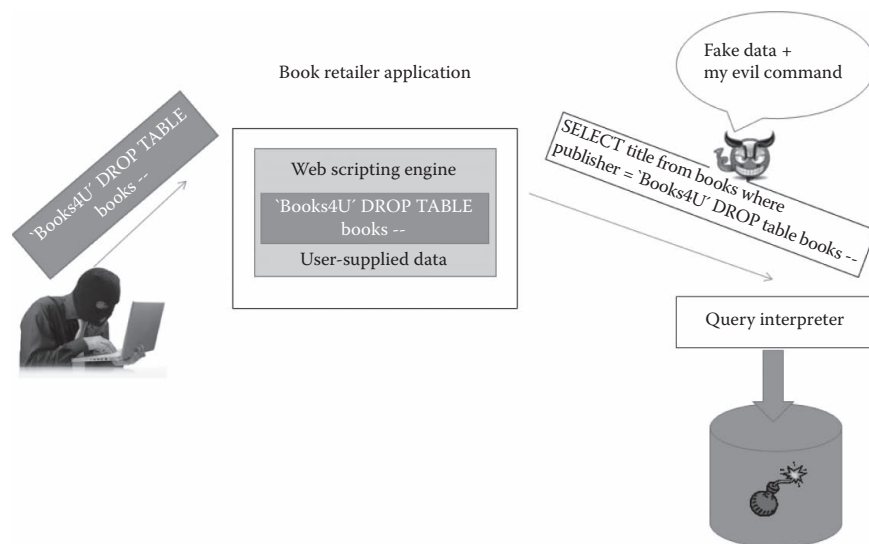 Book retailer application
Fake data +
my evil command
`Books4U´ DROP TABLE
books --
Web scripting engine
`Books4U´ DROP TABLE
books --
User-supplied data
SELECT title from books where
publisher = `Books4U´ DROP table books --
Query interpreter